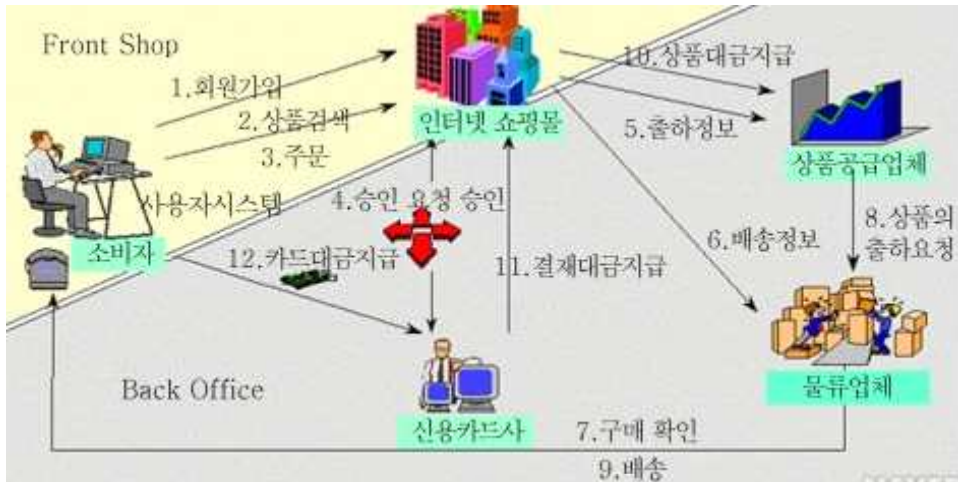 Front Shop
1.회원기입
2.상품검색
3.주문
인터넷 쇼핑몰
10.상품대금지급
5.출하정보
상품공급업체
사용자시스템
소비자
4.승인 요청 승인
6.배송정보
8.상품의
출하요청
12.카드대금지급
11.결재대금지급
Back Office
신용카드사
물류업체
7.구매 확인
9.배송